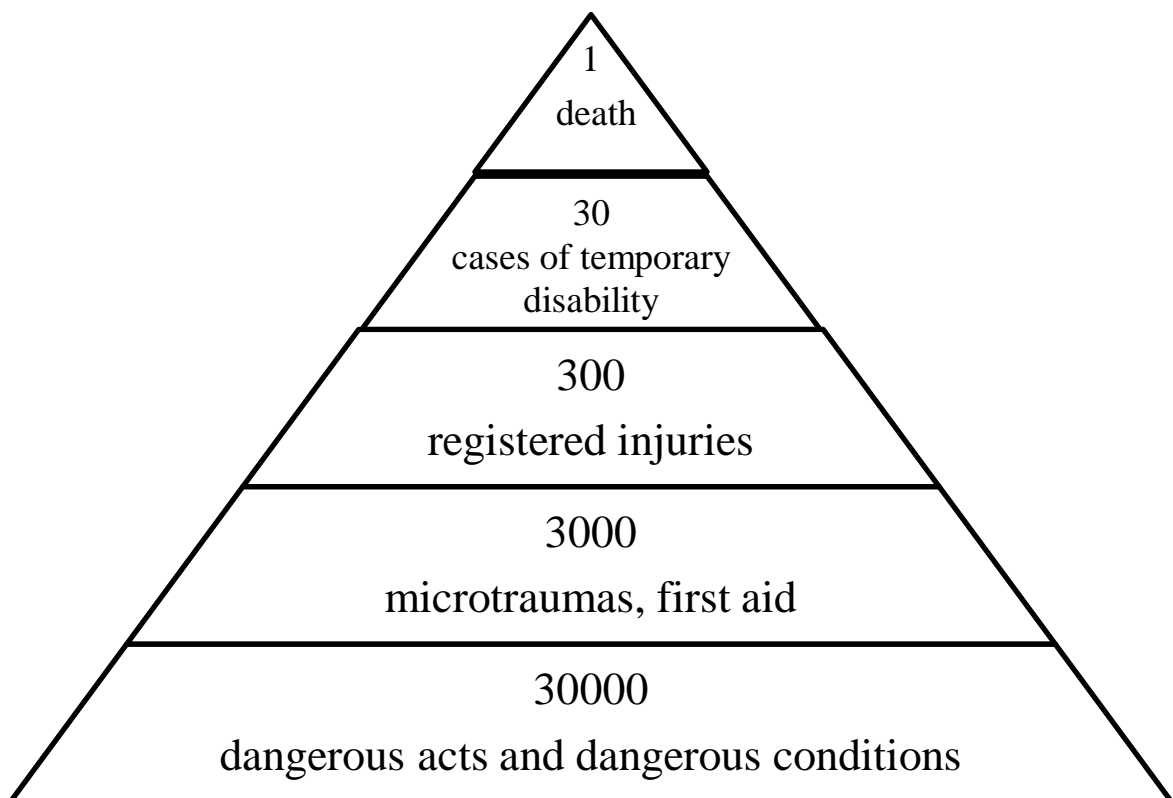 1
death
30
cases of temporary
disability
300
registered injuries
3000
microtraumas, first aid
30000
dangerous acts and dangerous conditions